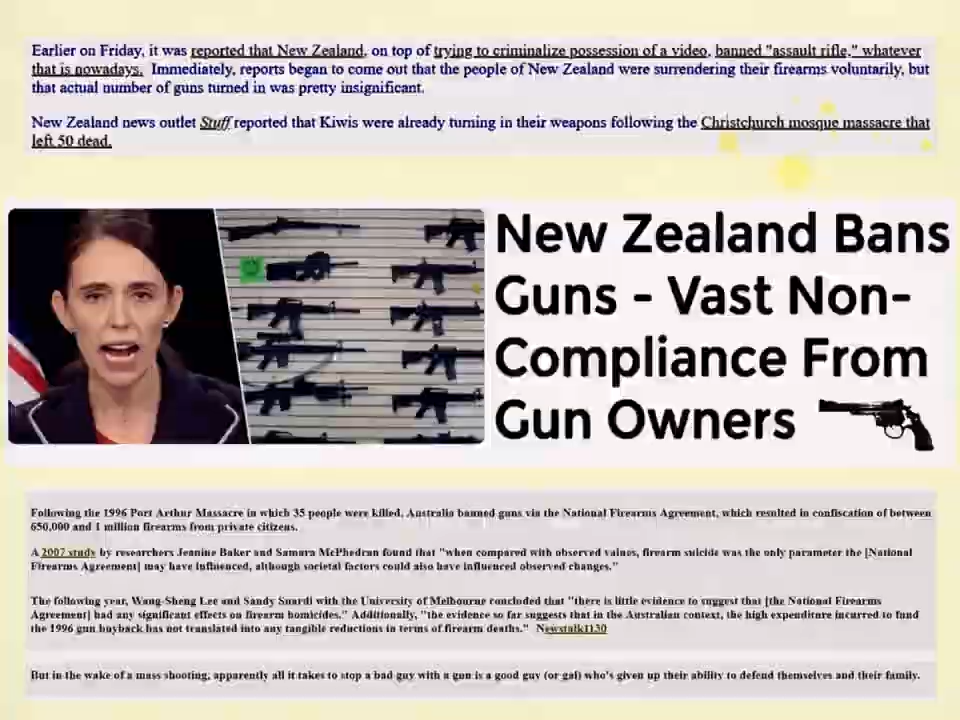 Earlier on Friday, it was reported that New Zealand, on top of trying to criminalize possession of a video, banned "assault rifle," whatever
that is nowadays. Immediately, reports began to come out that the people of New Zealand were surrendering their firearms voluntarily, but
that actual number of guns turned in was pretty insignificant.
New Zealand news outlet Stuff reported that Kiwis were already turning in their weapons following the Christchurch mosque massacre that
left 50 dead.
New Zealand Bans
Guns - Vast Non-
Compliance From
Gun Owners
Following the 1996 Port Arthur Massacre in which 35 people were killed, Australia banned guns via the National Firearms Agreement, which resulted in confiscation of between
650,000 and 1 million firearms from private citizens.
A 2007 study by researchers Jeanine Baker and Samara McPhedran found that "when compared with observed values, firearm suicide was the only parameter the [National
Firearms Agreement] may have influenced, although societal factors could also have influenced observed changes."
The following year, Wang-Sheng Lee and Sandy Suardi with the University of Melbourne concluded that "there is little evidence to suggest that [the National Firearms
Agreement] had any significant effects on firearm homicides." Additionally, "the evidence so far suggests that in the Australian context, the high expenditure incurred to fund
the 1996 gun buyback has not translated into any tangible reductions in terms of firearm deaths." Newstalk1130
But in the wake of a mass shooting, apparently all it takes to stop a bad guy with a gun is a good guy (or gal) who's given up their ability to defend themselves and their family.